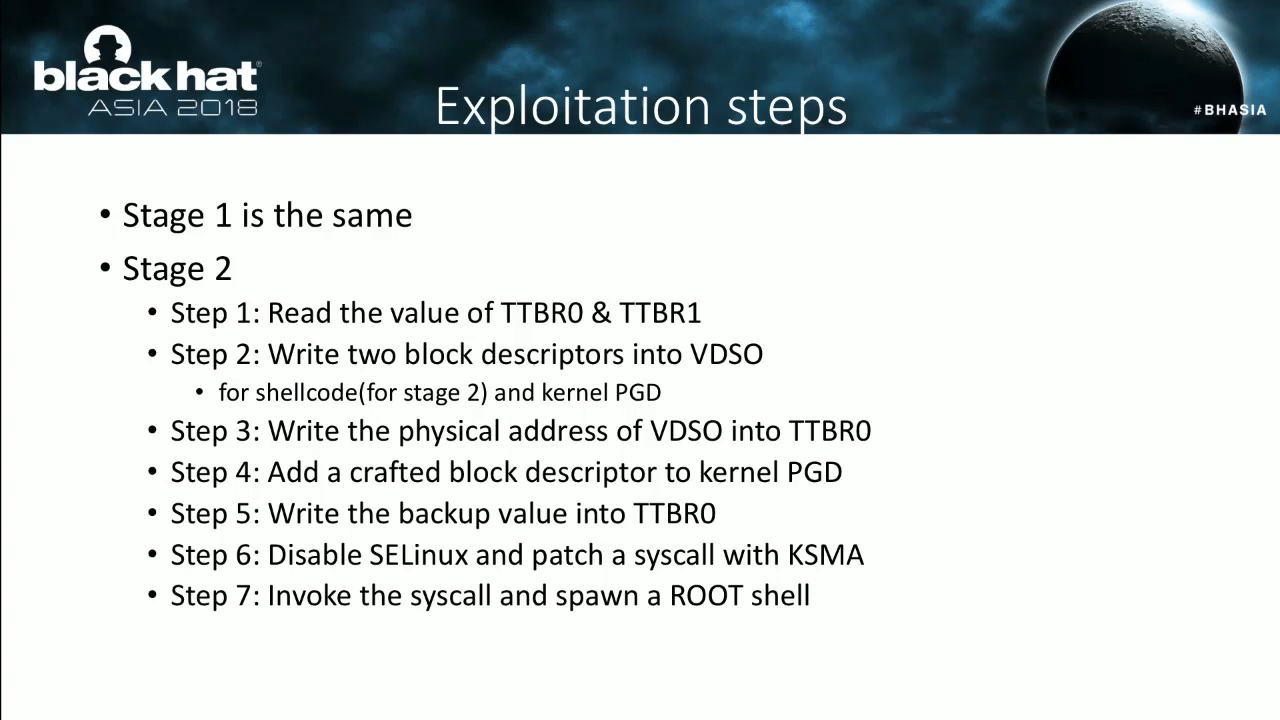 black hat®
ASIA 2018
Exploitation steps
#BHASIA
• Stage 1 is the same
• Stage 2
• Step 1: Read the value of TTBR0 & TTBR1
• Step 2: Write two block descriptors into VDSO
• for shellcode(for stage 2) and kernel PGD
• Step 3: Write the physical address of VDSO into TTBR0
• Step 4: Add a crafted block descriptor to kernel PGD
• Step 5: Write the backup value into TTBR0
• Step 6: Disable SELinux and patch a syscall with KSMA
• Step 7: Invoke the syscall and spawn a ROOT shell